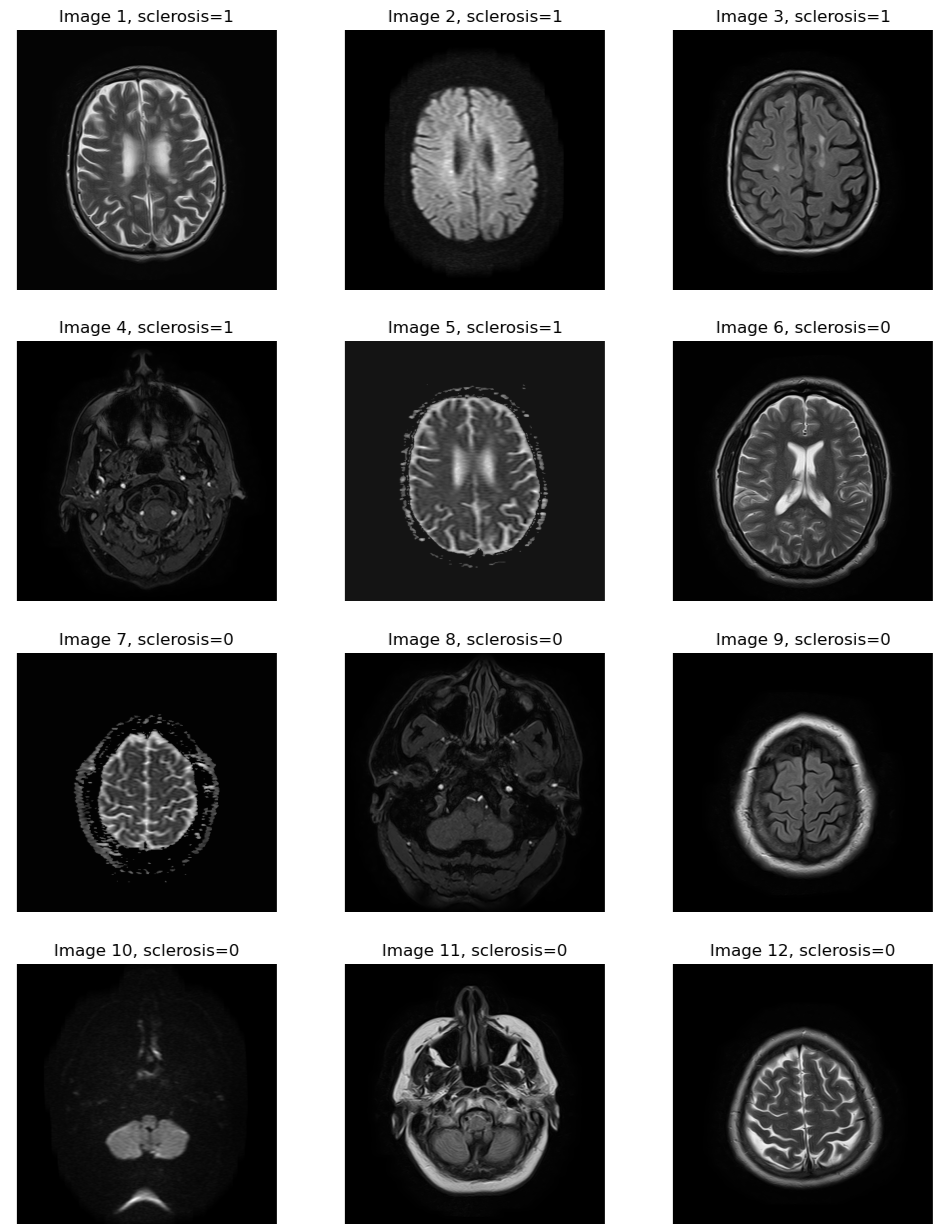 Image 1, sclerosis=1
Image 2, sclerosis=1
Image 3, sclerosis=1
Image 4, sclerosis=1
Image 5, sclerosis=1
Image 6, sclerosis=0
Image 7, sclerosis=0
Image 8, sclerosis=0
Image 9, sclerosis=0
Image 10, sclerosis=0
Image 11, sclerosis=0
Image 12, sclerosis=0